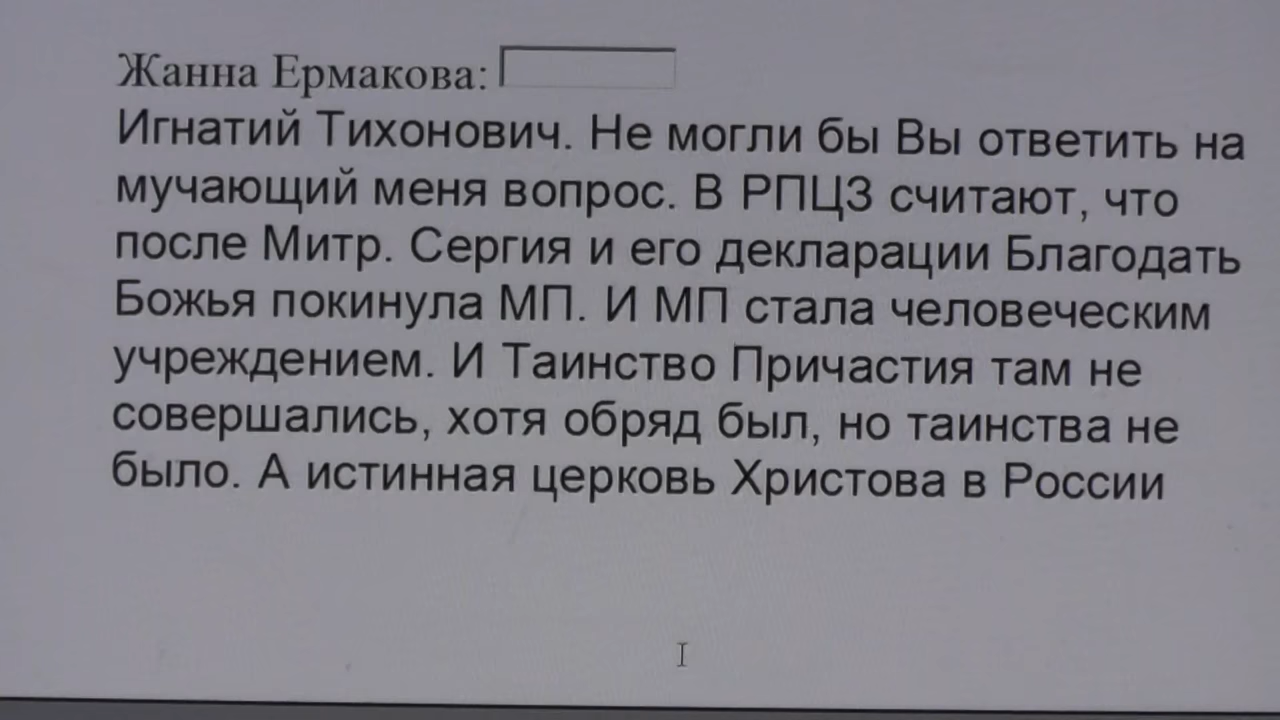 Жанна Ермакова:
Игнатий Тихонович. Не могли бы Вы ответить на
мучающий меня вопрос. В РПЦЗ считают, что
после Митр. Сергия и его декларации Благодать
Божья покинула МП. И МП стала человеческим
учреждением. И Таинство Причастия там не
совершались, хотя обряд был, но таинства не
было. А истинная церковь Христова в России